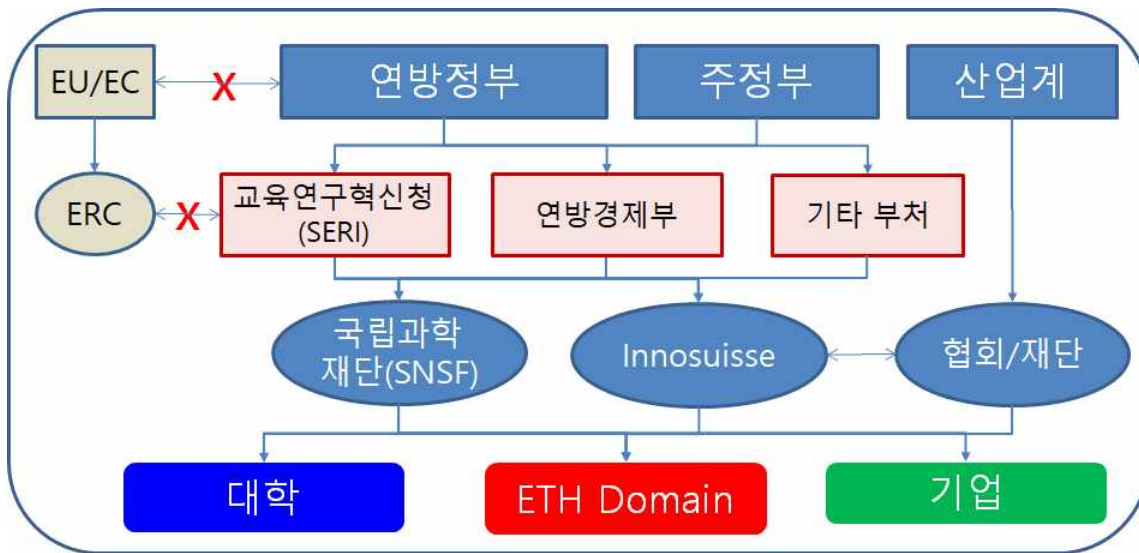 EU/EC
X
연방정부
주정부
산업계
ERC
X
교육연구혁신청
(SERI)
연방경제부
기타 부처
국립과학
재단(SNSF)
Innosuisse
협회/재단
대학
ETH Domain
기업